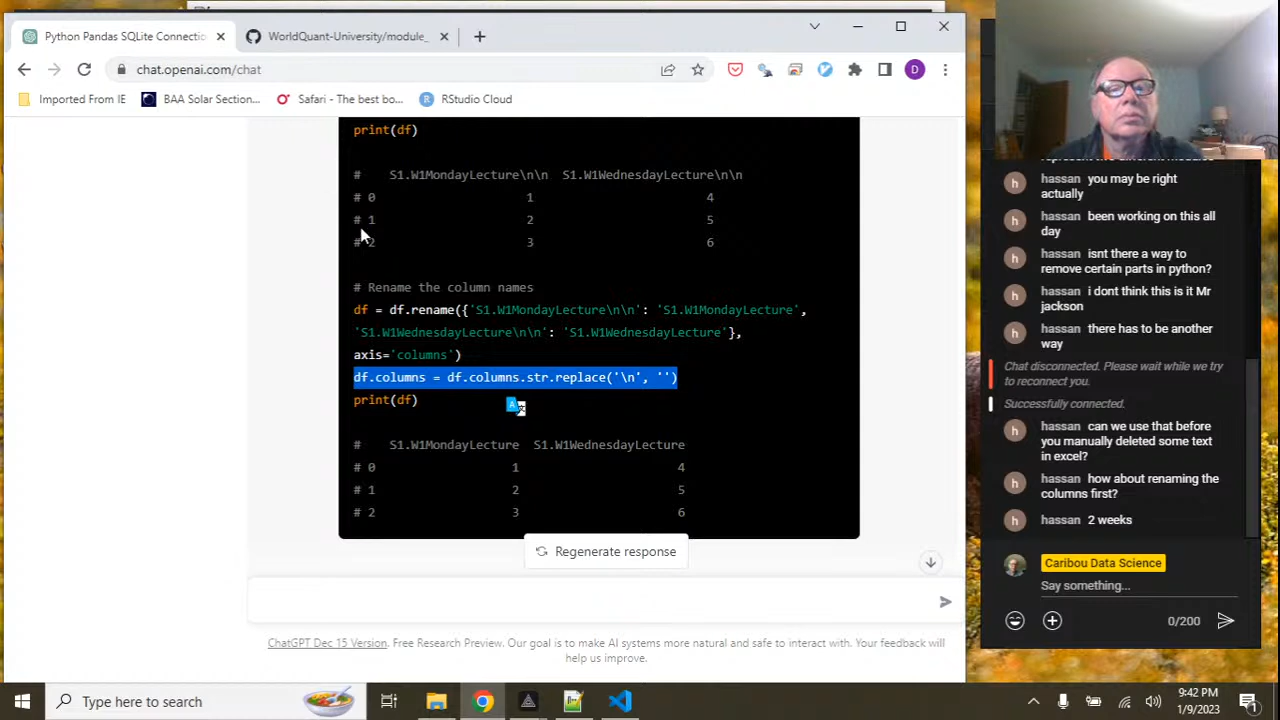 Python Pandas SQLite Connectio
WorldQuant-University/module_
chat.openai.com/chat
D
Imported From IE
BAA Solar Section...
Safari - The best bo...
RStudio Cloud
print(df)
#    S1.W1MondayLecture\n\n  S1.W1WednesdayLecture\n\n
# 0                       1                          4
# 1                       2                          5
# 2                       3                          6
# Rename the column names
df = df.rename({'S1.W1MondayLecture\n\n': 'S1.W1MondayLecture',
'S1.W1WednesdayLecture\n\n': 'S1.W1WednesdayLecture'},
axis='columns')
df.columns = df.columns.str.replace('\n', '')
print(df)
#    S1.W1MondayLecture  S1.W1WednesdayLecture
# 0                   1                      4
# 1                   2                      5
# 2                   3                      6
Regenerate response
ChatGPT Dec 15 Version. Free Research Preview. Our goal is to make AI systems more natural and safe to interact with. Your feedback will
help us improve.
h
hassan you may be right
actually
h
hassan been working on this all
day
h
hassan isnt there a way to
remove certain parts in python?
h
hassan i dont think this is it Mr
jackson
h
hassan there has to be another
way
Chat disconnected. Please wait while we try
to reconnect you.
Successfully connected.
h
hassan can we use that before
you manually deleted some text
in excel?
h
hassan how about renaming the
columns first?
h
hassan 2 weeks
Caribou Data Science
Say something...
0/200
Type here to search
9:42 PM
1/9/2023
1